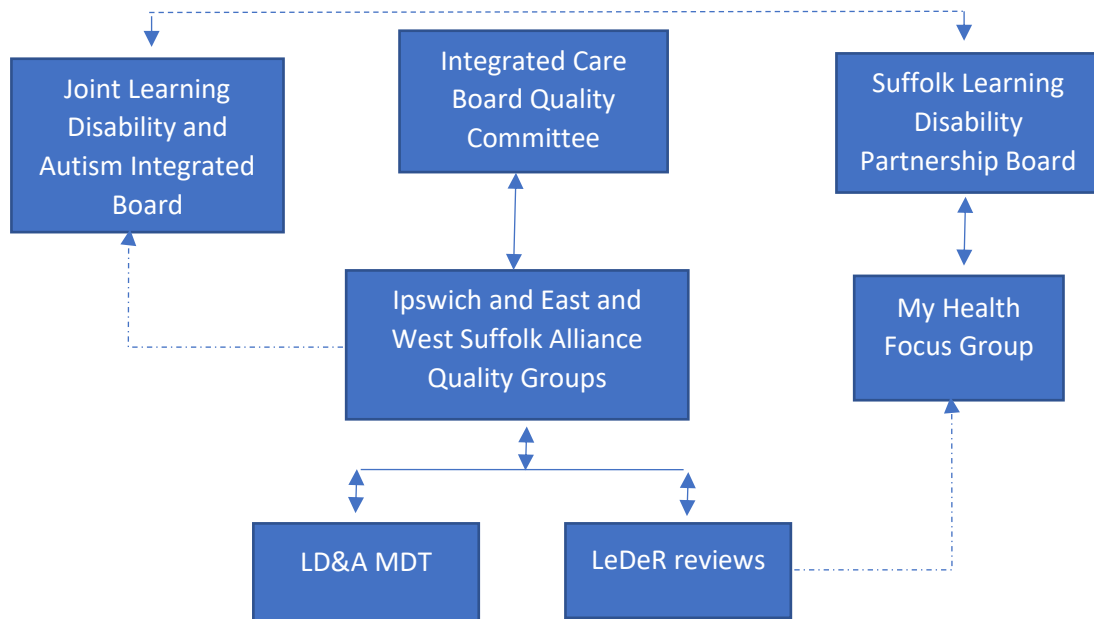 Joint Learning
Disability and
Autism Integrated
Board
Integrated Care
Board Quality
Committee
Suffolk Learning
Disability
Partnership Board
Ipswich and East and
West Suffolk Alliance
Quality Groups
My Health
Focus Group
LD&A MDT
LeDeR reviews